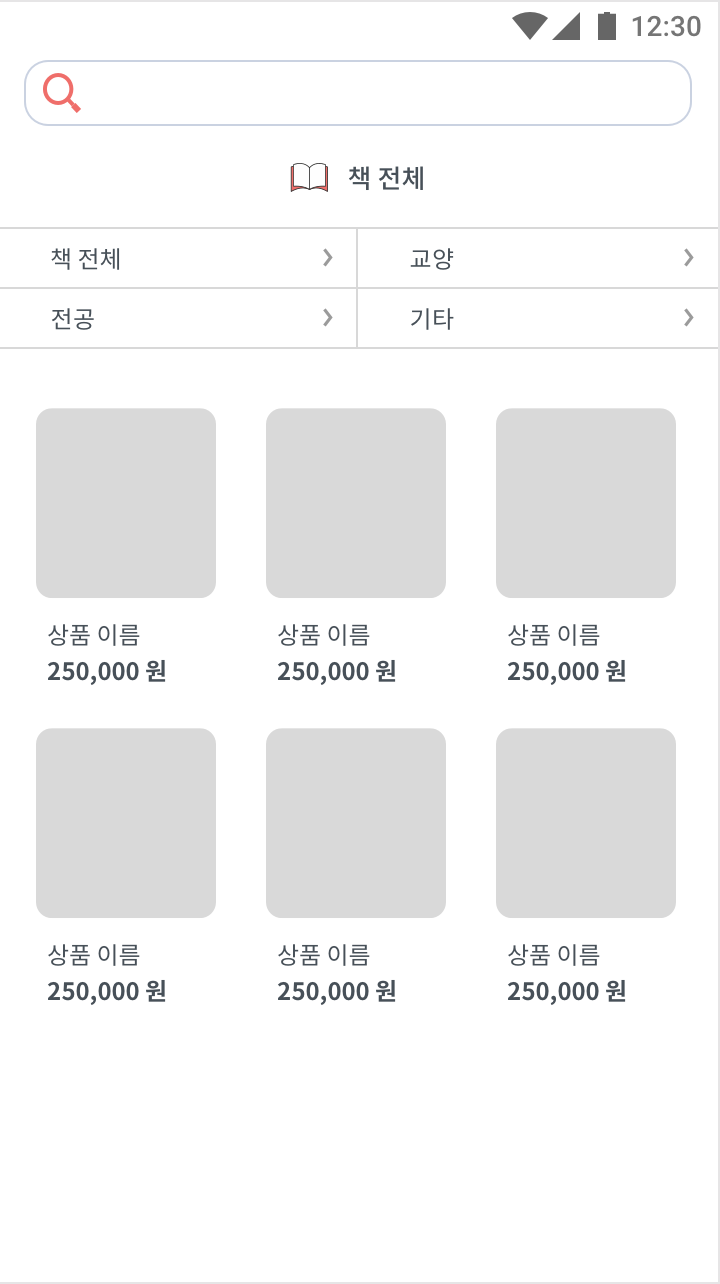 12:30
책 전체
책 전체 교양
전공 기타
상품 이름 상품 이름 상품 이름
250,000 원 250,000 원 250,000 원
상품 이름 상품 이름 상품 이름
250,000 원 250,000 원 250,000 원